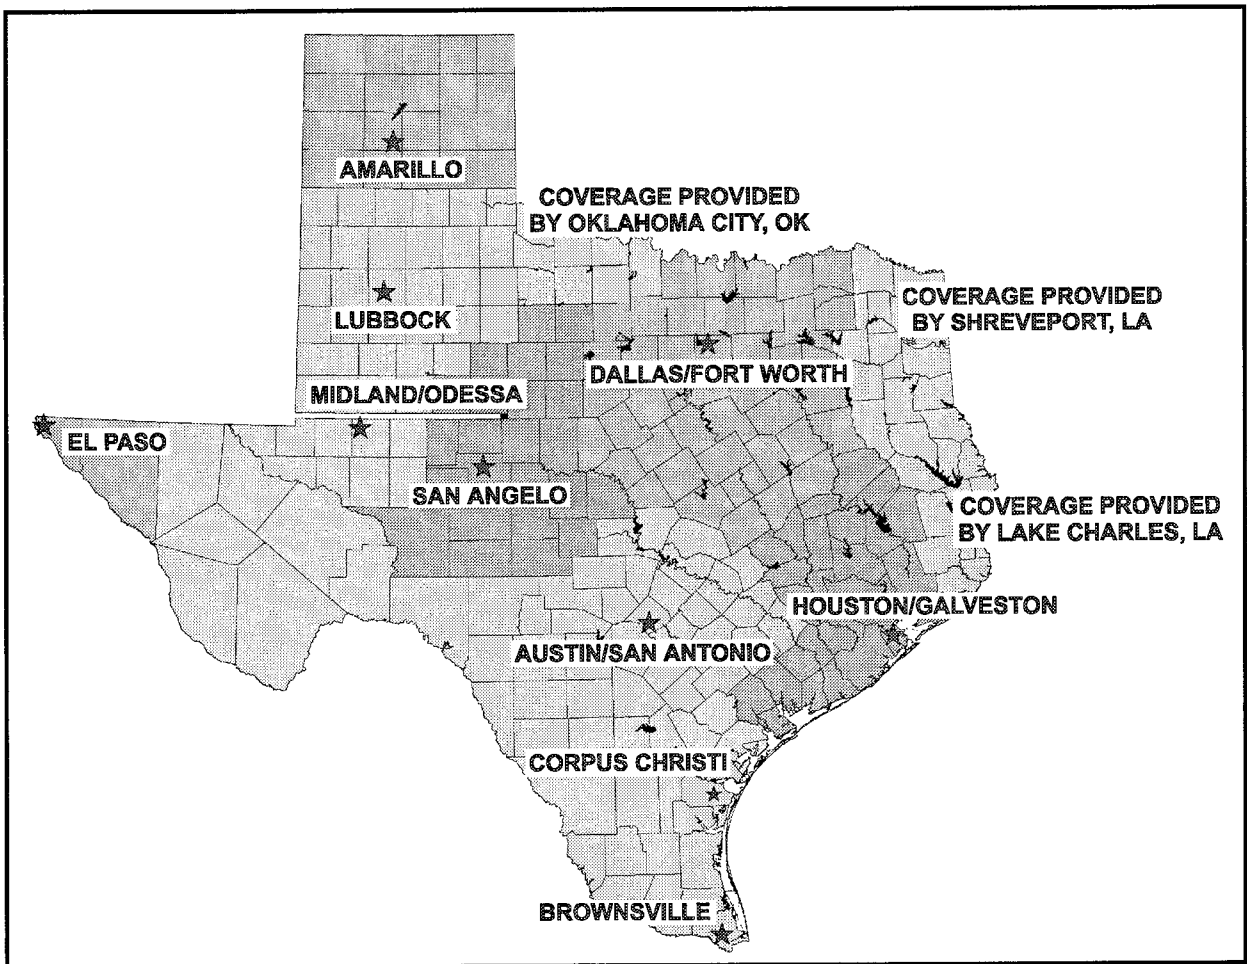 AMARILLO
COVERAGE PROVIDED
BY OKLAHOMA CITY, OK
COVERAGE PROVIDED
BY SHREVEPORT, LA
LUBBOCK
DALLAS/FORT WORTH
MIDLAND/ODESSA
EL PASO
SAN ANGELO
COVERAGE PROVIDED
BY LAKE CHARLES, LA
HOUSTON/GALVESTON
AUSTIN/SAN ANTONIO
CORPUS CHRISTI
BROWNSVILLE